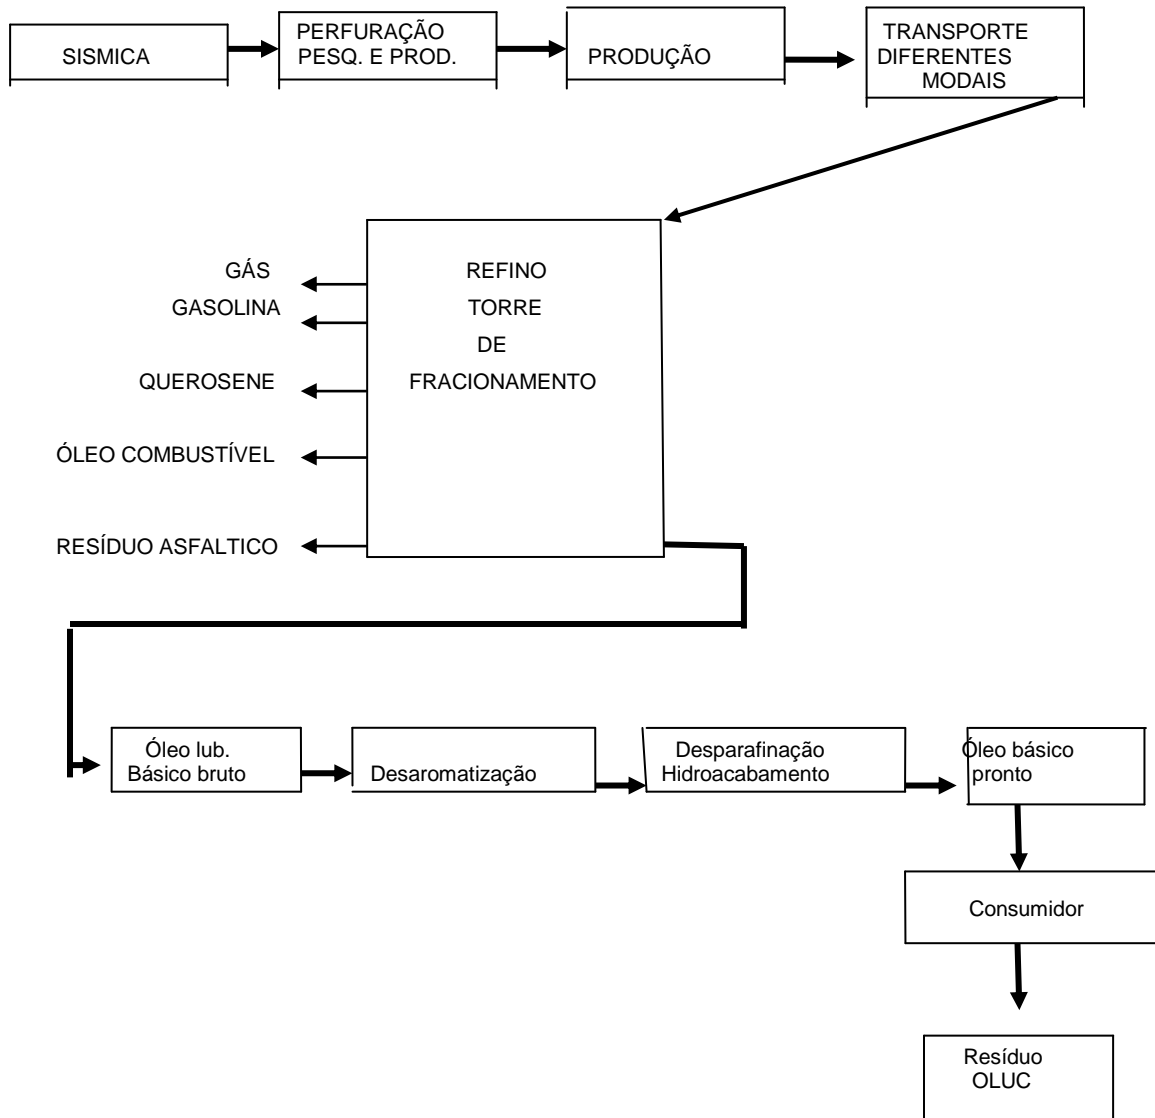 SISMICA
PERFURAÇÃO
PESQ. E PROD.
PRODUÇÃO
TRANSPORTE
DIFERENTES
MODAIS
GÁS
GASOLINA
QUEROSENE
ÓLEO COMBUSTÍVEL
RESÍDUO ASFALTICO
REFINO
TORRE
DE
FRACIONAMENTO
Óleo lub.
Básico bruto
Desaromatização
Desparafinação
Hidroacabamento
Óleo básico
pronto
Consumidor
Resíduo
OLUC